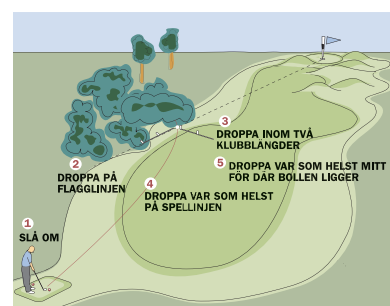 3
DROPPA INOM TVÅ
KLUBBLÄNGDER
2
DROPPA PÅ
FLAGGLINJEN
5
DROPPA VAR SOM HELST MITT
FÖR DÄR BOLLEN LIGGER
4
DROPPA VAR SOM HELST
PÅ SPELLINJEN
1
SLÅ OM